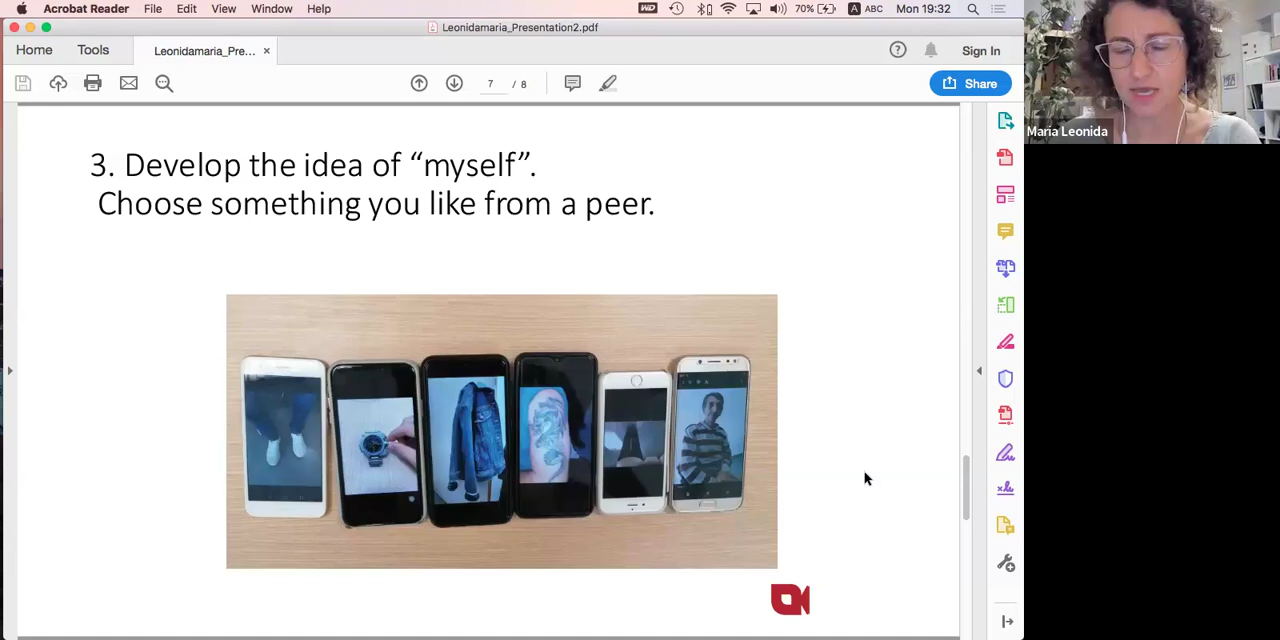 Acrobat Reader File Edit View Window Help 70% A ABC Mon 19:32
Leonidamaria_Presentation2.pdf
Home Tools Leonidamaria_Pre... × Sign In
7 / 8 Share
Maria Leonida
3. Develop the idea of “myself”.
Choose something you like from a peer.